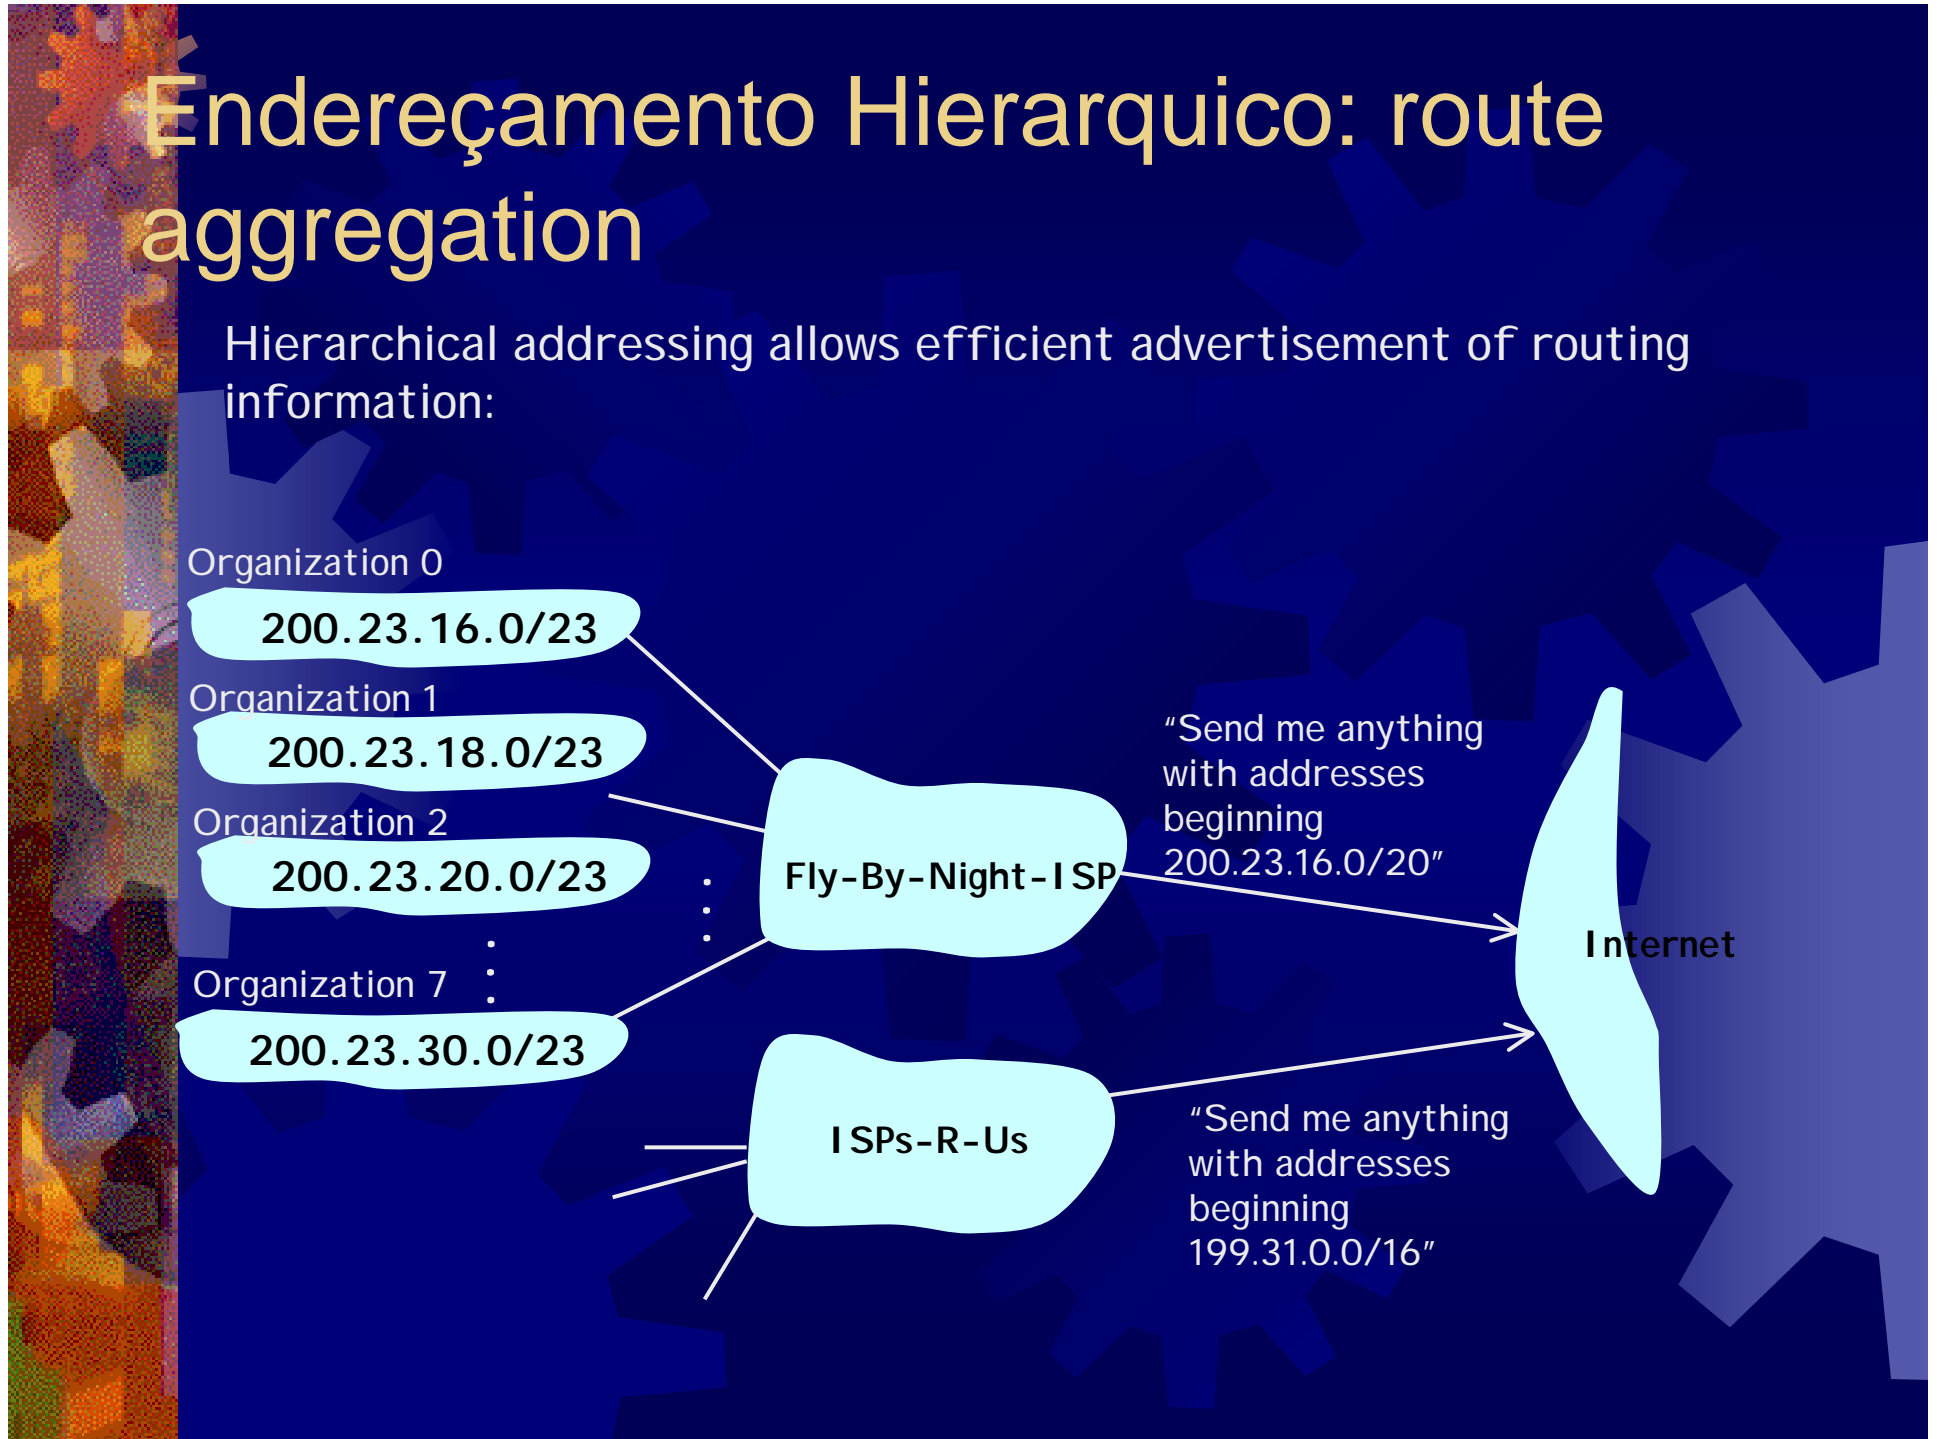 Endereçamento Hierarquico: route
aggregation
Hierarchical addressing allows efficient advertisement of routing
information:
Organization 0
200.23.16.0/23
Organization 1
200.23.18.0/23
Organization 2
200.23.20.0/23
Organization 7
200.23.30.0/23
Fly-By-Night-ISP
“Send me anything
with addresses
beginning
200.23.16.0/20”
Internet
ISPs-R-Us
“Send me anything
with addresses
beginning
199.31.0.0/16”